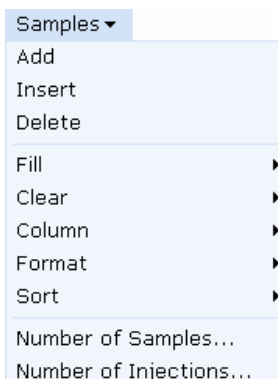 Samples
Add
Insert
Delete
Fill
Clear
Column
Format
Sort
Number of Samples...
Number of Injections...